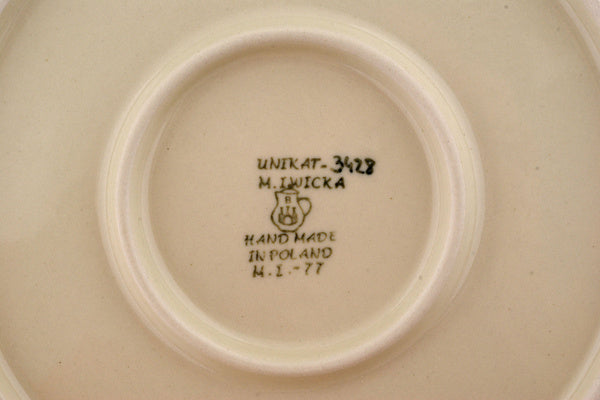 UNIKAT-3428
M. IWICKA
B
HAND MADE
IN POLAND
M. I.-77